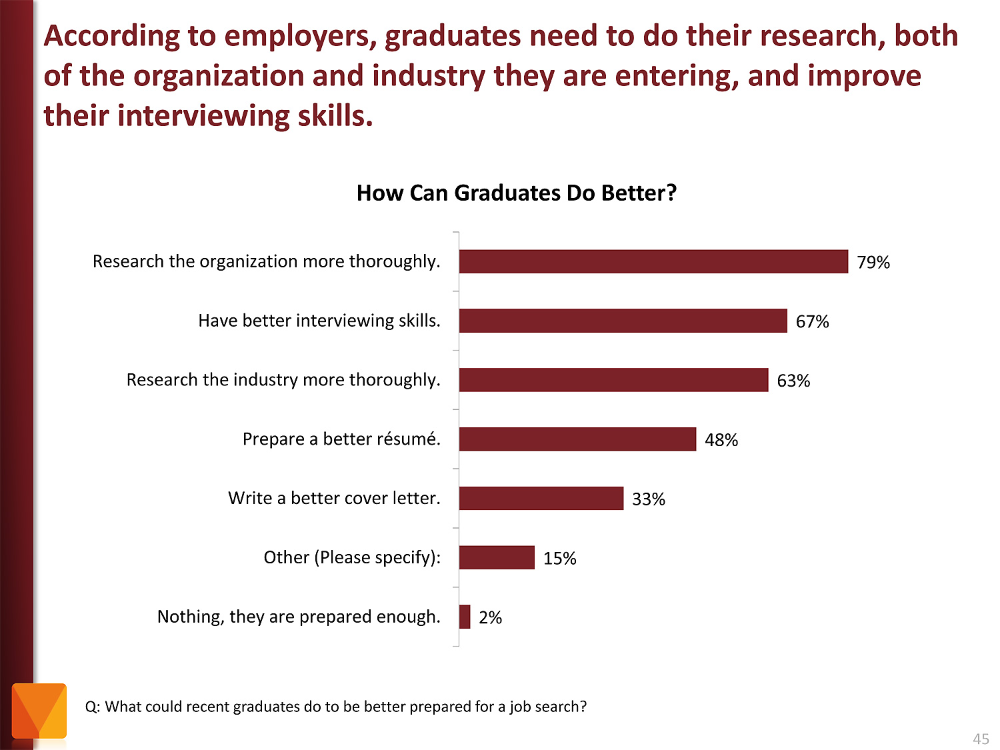 According to employers, graduates need to do their research, both
of the organization and industry they are entering, and improve
their interviewing skills.
How Can Graduates Do Better?
Research the organization more thoroughly. 79%
Have better interviewing skills. 67%
Research the industry more thoroughly. 63%
Prepare a better résumé. 48%
Write a better cover letter. 33%
Other (Please specify): 15%
Nothing, they are prepared enough. 2%
Q: What could recent graduates do to be better prepared for a job search?
45